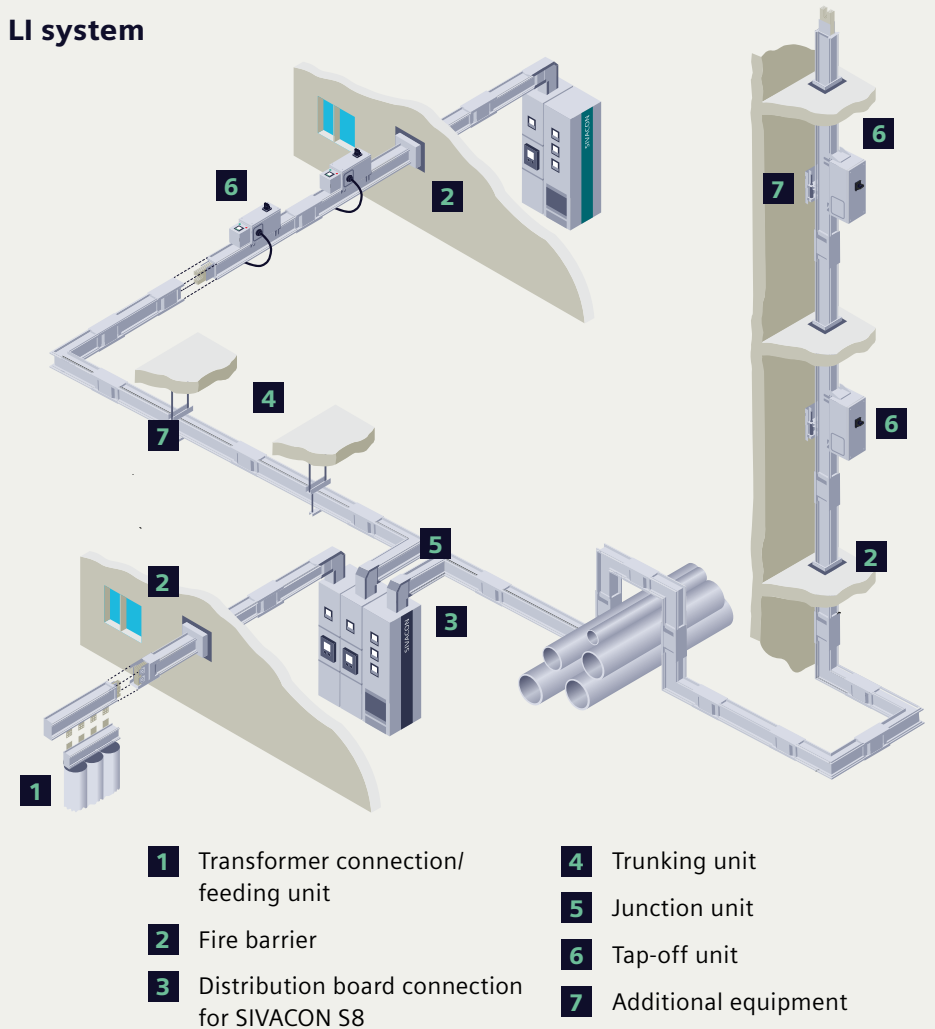 LI system
SIVACON
6
7
6
2
4
7
6
5
2
2
3
SIVACON
1
1 Transformer connection/
feeding unit
2 Fire barrier
3 Distribution board connection
for SIVACON S8
4 Trunking unit
5 Junction unit
6 Tap-off unit
7 Additional equipment